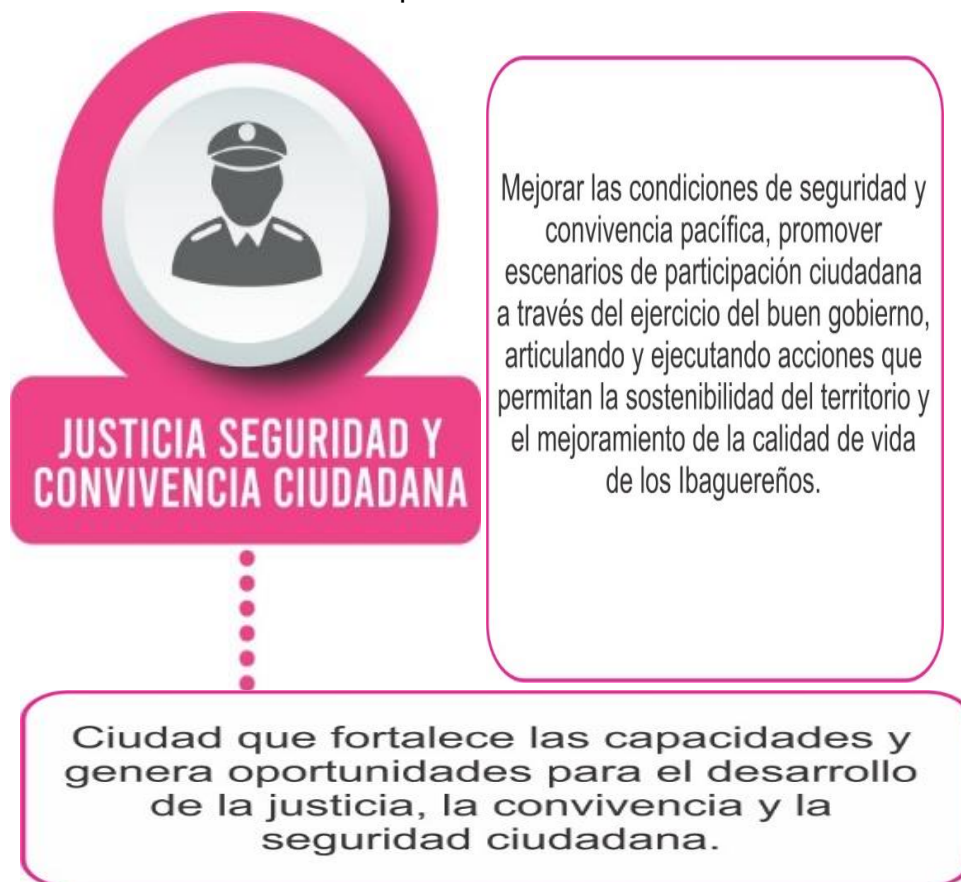 JUSTICIA SEGURIDAD Y
CONVIVENCIA CIUDADANA
Mejorar las condiciones de seguridad y
convivencia pacífica, promover
escenarios de participación ciudadana
a través del ejercicio del buen gobierno,
articulando y ejecutando acciones que
permitan la sostenibilidad del territorio y
el mejoramiento de la calidad de vida
de los Ibaguereños.
Ciudad que fortalece las capacidades y
genera oportunidades para el desarrollo
de la justicia, la convivencia y la
seguridad ciudadana.